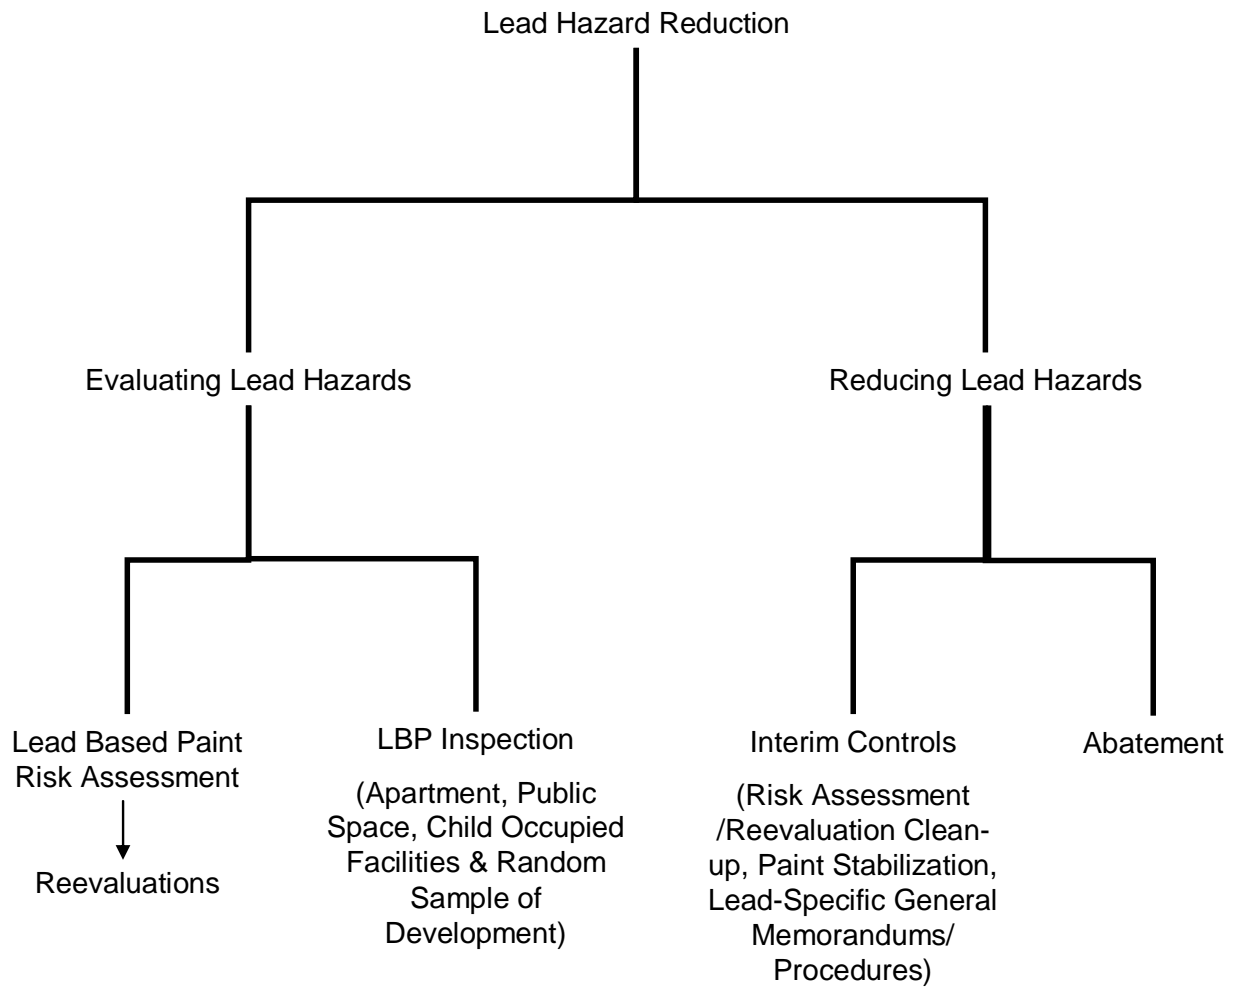 Lead Hazard Reduction
Evaluating Lead Hazards
Reducing Lead Hazards
Lead Based Paint
Risk Assessment
Reevaluations
LBP Inspection
(Apartment, Public
Space, Child Occupied
Facilities & Random
Sample of
Development)
Interim Controls
(Risk Assessment
/Reevaluation Clean-
up, Paint Stabilization,
Lead-Specific General
Memorandums/
Procedures)
Abatement